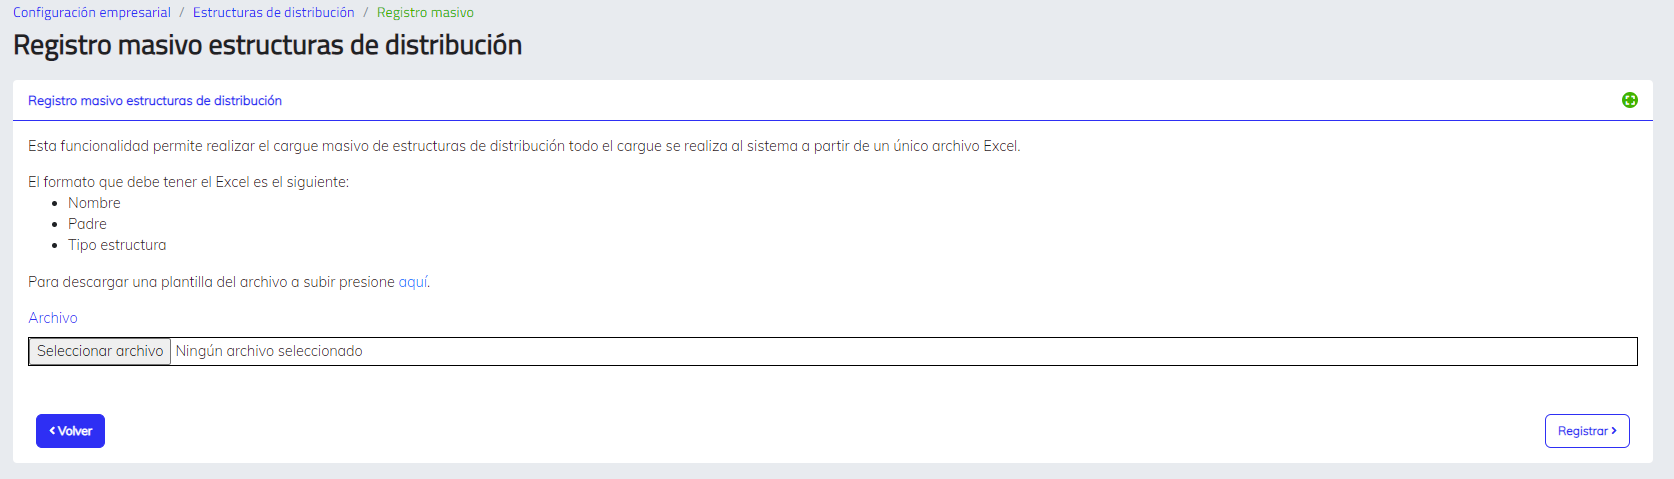 Configuración empresarial / Estructuras de distribución / Registro masivo
Registro masivo estructuras de distribución
Registro masivo estructuras de distribución
Esta funcionalidad permite realizar el cargue masivo de estructuras de distribución todo el cargue se realiza al sistema a partir de un único archivo Excel.
El formato que debe tener el Excel es el siguiente:
• Nombre
• Padre
• Tipo estructura
Para descargar una plantilla del archivo a subir presione aquí.
Archivo
Seleccionar archivo Ningún archivo seleccionado
Volver
Registrar